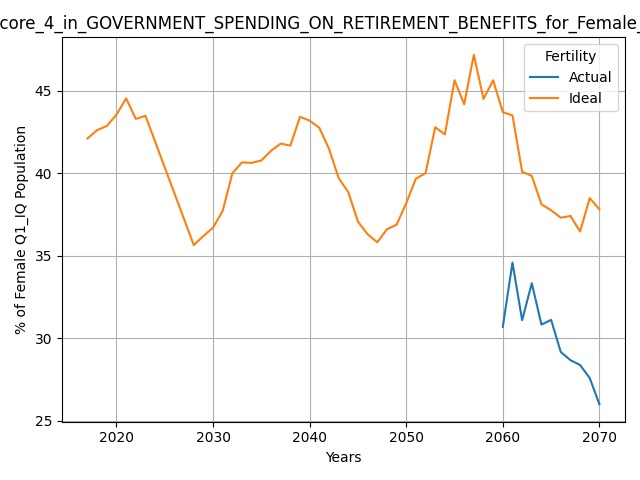 core_4_in_GOVERNMENT_SPENDING_ON_RETIREMENT_BENEFITS_for_Female_
Fertility
Actual
Ideal
% of Female Q1_IQ Population
45
40
35
30
25
2020 2030 2040 2050 2060 2070
Years